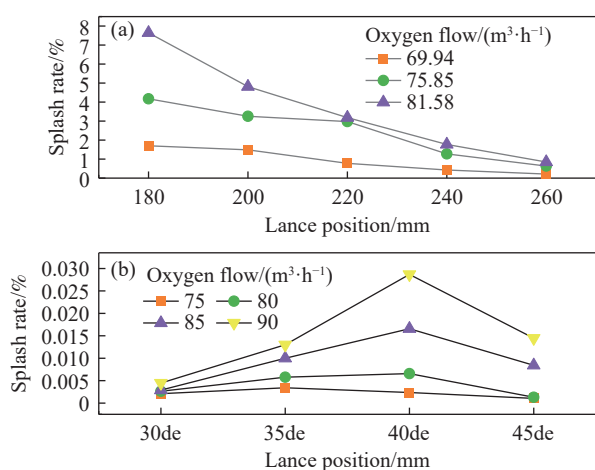 (a)
Oxygen flow/(m³·h⁻¹)
69.94
75.85
81.58
Splash rate/%
8
7
6
5
4
3
2
1
0
180 200 220 240 260
Lance position/mm
(b)
Oxygen flow/(m³·h⁻¹)
75 80
85 90
Splash rate/%
0.030
0.025
0.020
0.015
0.010
0.005
0
30de 35de 40de 45de
Lance position/mm